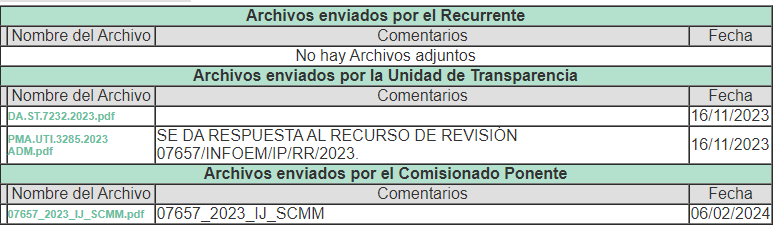 Archivos enviados por el Recurrente
Nombre del Archivo Comentarios Fecha
No hay Archivos adjuntos
Archivos enviados por la Unidad de Transparencia
Nombre del Archivo Comentarios Fecha
DA.ST.7232.2023.pdf 16/11/2023
PMA.UTI.3285.2023 ADM.pdf SE DA RESPUESTA AL RECURSO DE REVISIÓN 07657/INFOEM/IP/RR/2023. 16/11/2023
Archivos enviados por el Comisionado Ponente
Nombre del Archivo Comentarios Fecha
07657_2023_IJ_SCMM.pdf 07657_2023_IJ_SCMM 06/02/2024